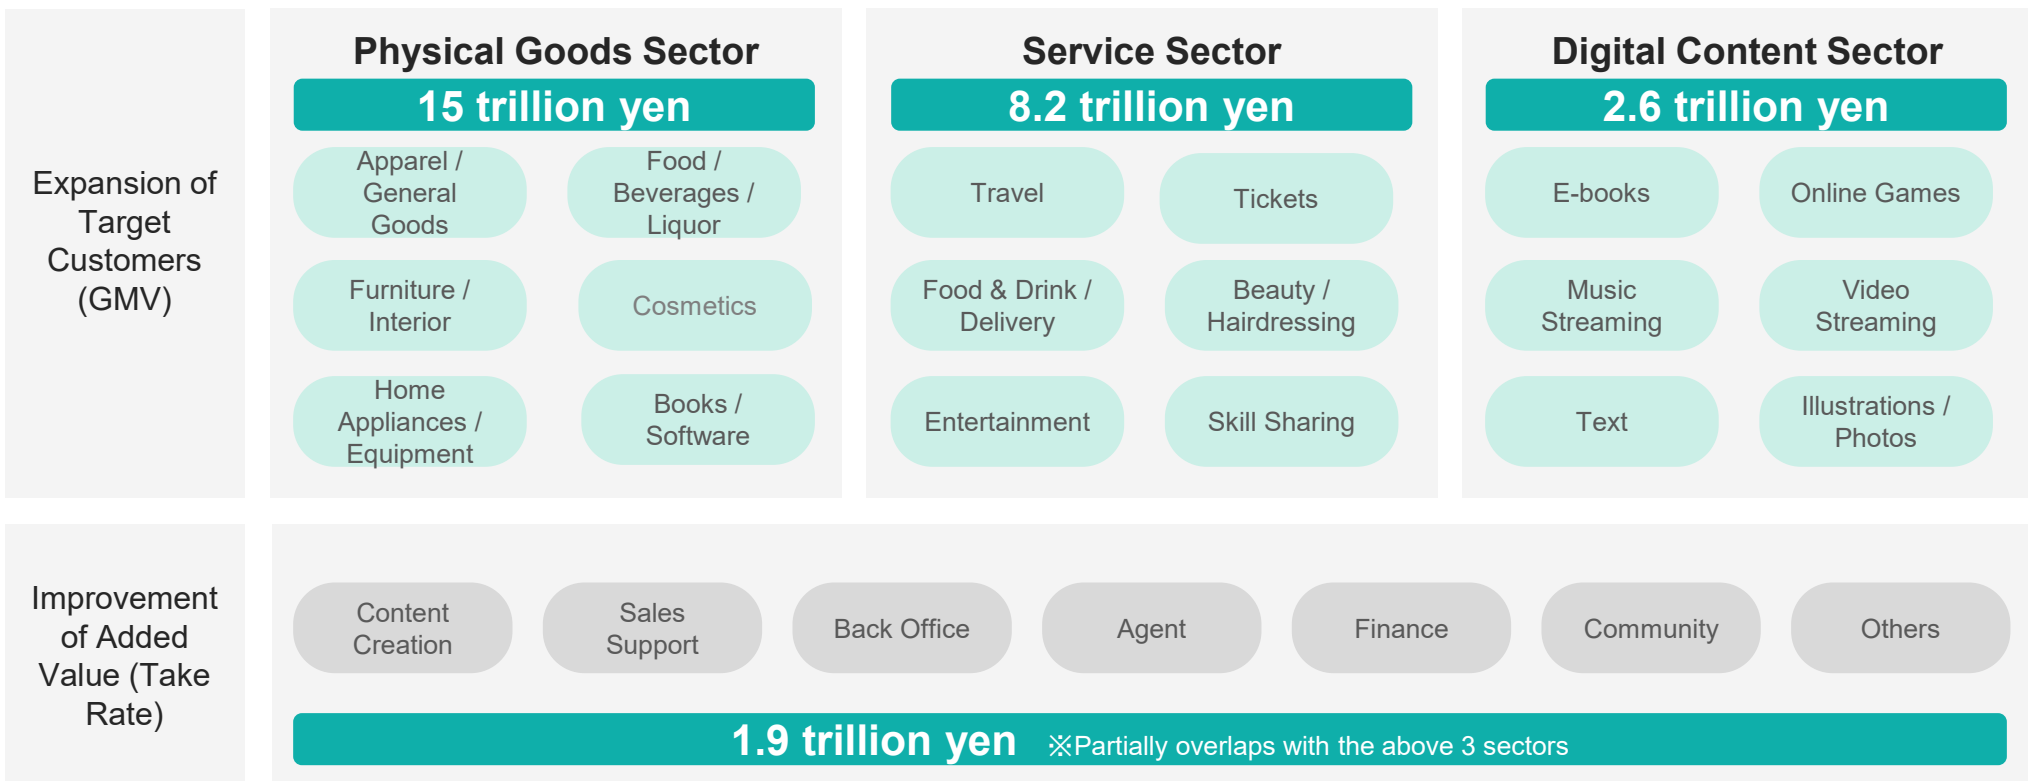 Expansion of
Target
Customers
(GMV)
Physical Goods Sector
15 trillion yen
Apparel /
General
Goods
Food /
Beverages /
Liquor
Furniture /
Interior
Cosmetics
Home
Appliances /
Equipment
Books /
Software
Service Sector
8.2 trillion yen
Travel
Tickets
Food & Drink /
Delivery
Beauty /
Hairdressing
Entertainment
Skill Sharing
Digital Content Sector
2.6 trillion yen
E-books
Online Games
Music
Streaming
Video
Streaming
Text
Illustrations /
Photos
Improvement
of Added
Value (Take
Rate)
Content
Creation
Sales
Support
Back Office
Agent
Finance
Community
Others
1.9 trillion yen ※Partially overlaps with the above 3 sectors